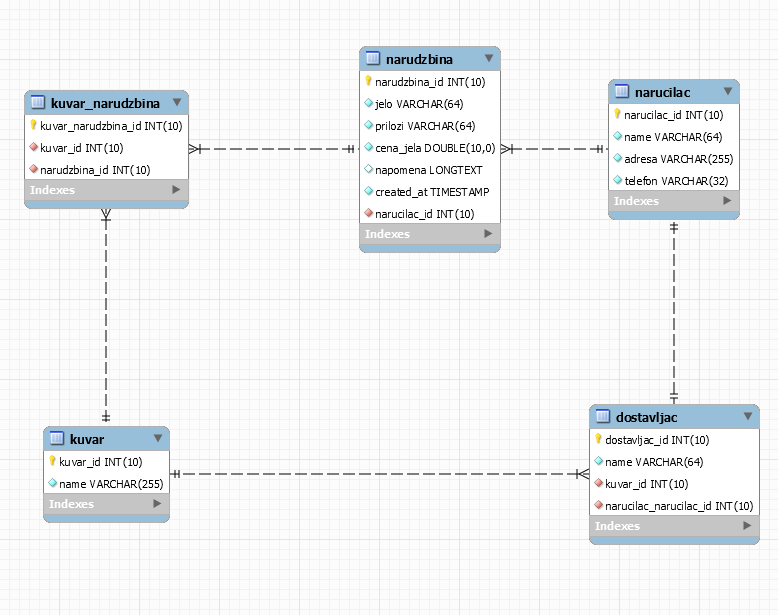 narudzbina
narudzbina_id INT(10)
jelo VARCHAR(64)
prilozi VARCHAR(64)
cena_jela DOUBLE(10,0)
napomena LONGTEXT
created_at TIMESTAMP
narucilac_id INT(10)
Indexes
narucilac
narucilac_id INT(10)
name VARCHAR(64)
adresa VARCHAR(255)
telefon VARCHAR(32)
Indexes
kuvar_narudzbina
kuvar_narudzbina_id INT(10)
kuvar_id INT(10)
narudzbina_id INT(10)
Indexes
kuvar
kuvar_id INT(10)
name VARCHAR(255)
Indexes
dostavljac
dostavljac_id INT(10)
name VARCHAR(64)
kuvar_id INT(10)
narucilac_narucilac_id INT(10)
Indexes